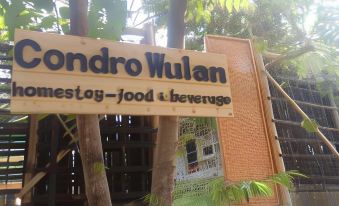 Condro Wulan
homestay-food & beverage